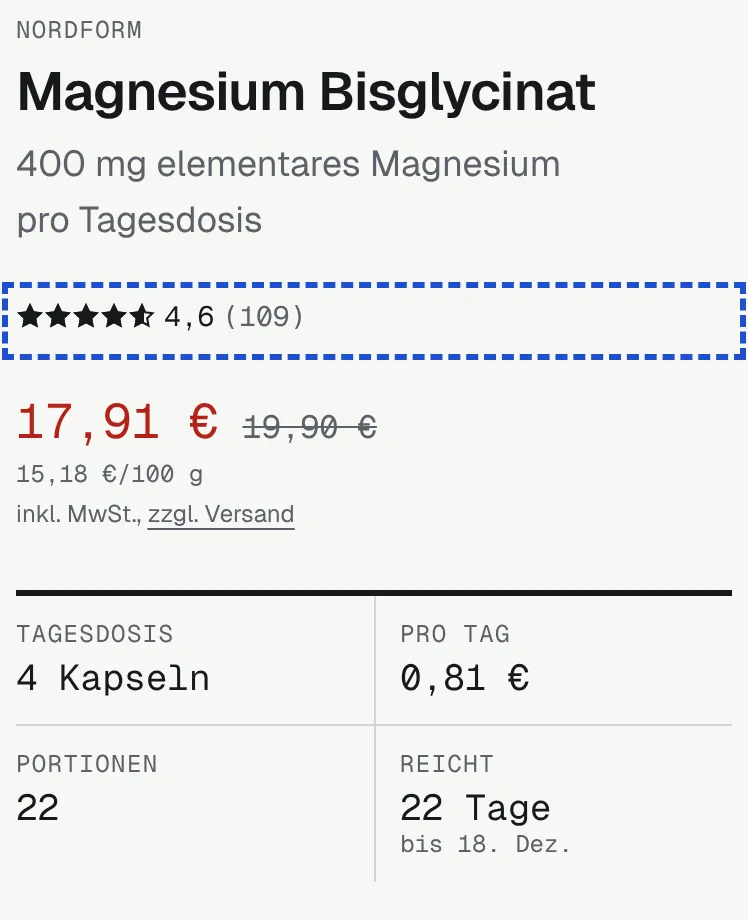 NORDFORM
Magnesium Bisglycinat
400 mg elementares Magnesium
pro Tagesdosis
4,6 (109)
17,91 € 19,90 €
15,18 €/100 g
inkl. MwSt., zzgl. Versand
TAGESDOSIS
4 Kapseln
PRO TAG
0,81 €
PORTIONEN
22
REICHT
22 Tage
bis 18. Dez.